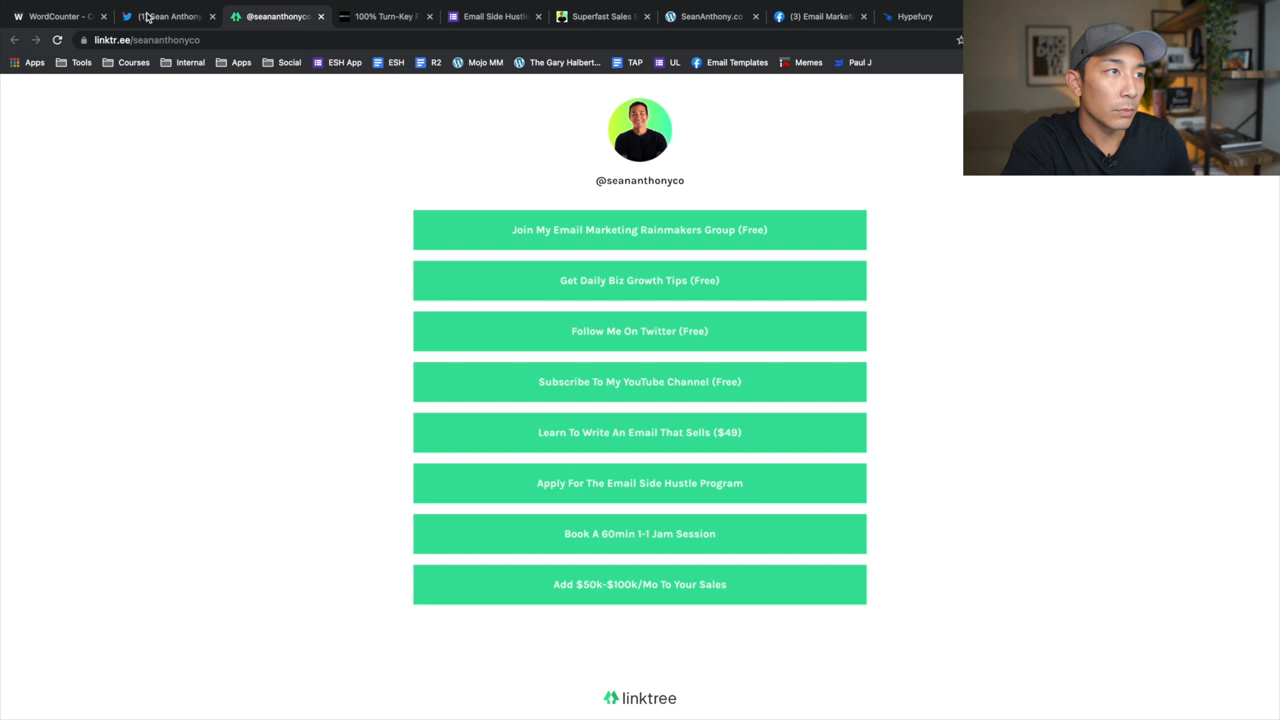 WordCounter - C
(1) Sean Anthony
@seananthonyco
100% Turn-Key F
Email Side Hustle
Superfast Sales E
SeanAnthony.co
(3) Email Marketi
Hypefury
linktr.ee/seananthonyco
Apps
Tools
Courses
Internal
Apps
Social
ESH App
ESH
R2
Mojo MM
The Gary Halbert...
TAP
UL
Email Templates
Memes
Paul J
@seananthonyco
Join My Email Marketing Rainmakers Group (Free)
Get Daily Biz Growth Tips (Free)
Follow Me On Twitter (Free)
Subscribe To My YouTube Channel (Free)
Learn To Write An Email That Sells ($49)
Apply For The Email Side Hustle Program
Book A 60min 1-1 Jam Session
Add $50k-$100k/Mo To Your Sales
linktree